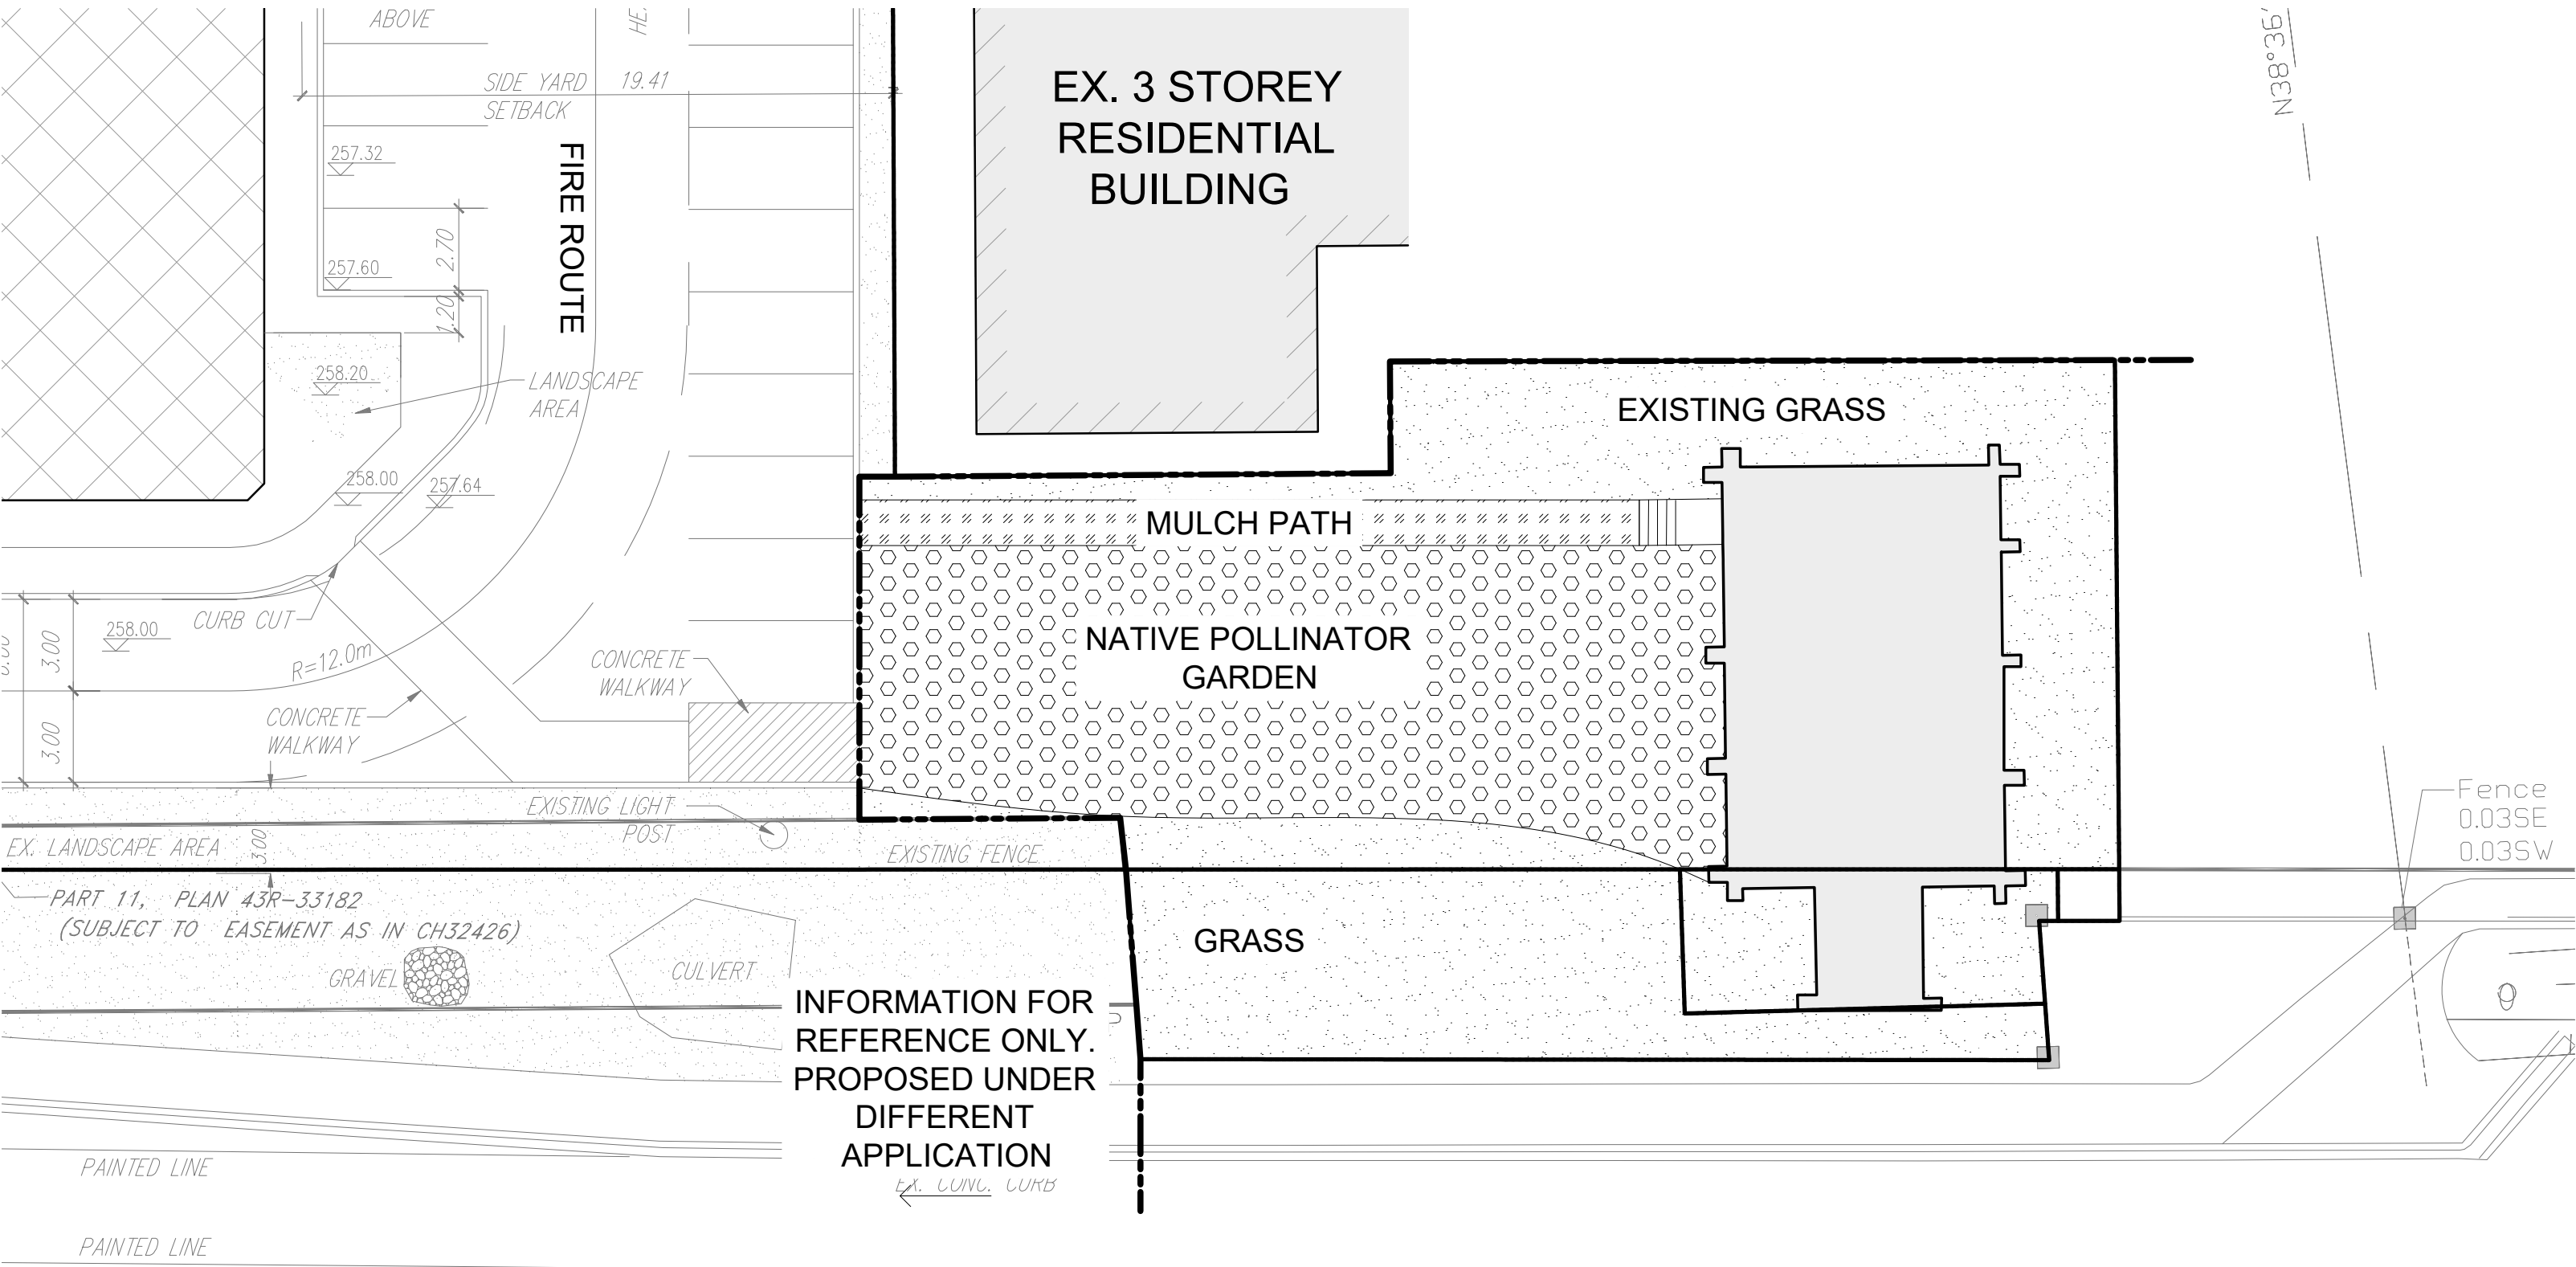 ABOVE
SIDE YARD 19.41
SETBACK
FIRE ROUTE
257.32
2.70
257.60
1.20
258.20
LANDSCAPE
AREA
258.00
257.64
EX. 3 STOREY
RESIDENTIAL
BUILDING
N38°36'
EXISTING GRASS
MULCH PATH
NATIVE POLLINATOR
GARDEN
CURB CUT
3.00
258.00
R=12.0m
CONCRETE
WALKWAY
CONCRETE
WALKWAY
3.00
EXISTING LIGHT
POST
EX. LANDSCAPE AREA
3.00
EXISTING FENCE
Fence
0.03SE
0.03SW
PART 11, PLAN 43R-33182
(SUBJECT TO EASEMENT AS IN CH32426)
GRAVEL
CULVERT
GRASS
INFORMATION FOR
REFERENCE ONLY.
PROPOSED UNDER
DIFFERENT
APPLICATION
EX. CONC. CURB
PAINTED LINE
PAINTED LINE